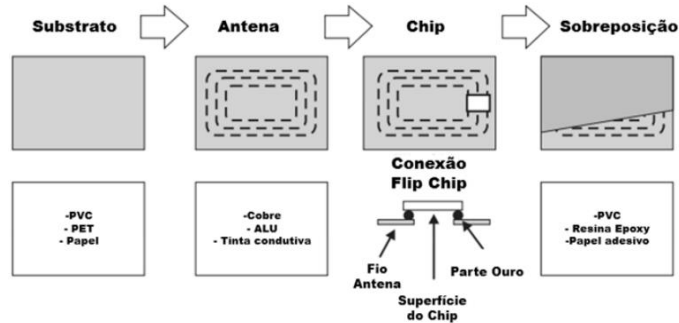 Substrato
Antena
Chip
Sobreposição
Conexão
Flip Chip
-PVC
- PET
- Papel
-Cobre
- ALU
- Tinta condutiva
Fio
Antena
Superfície
do Chip
Parte Ouro
-PVC
- Resina Epoxy
-Papel adesivo